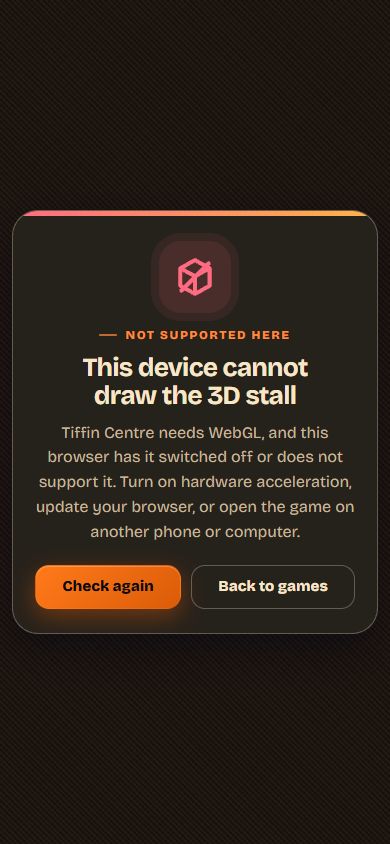 NOT SUPPORTED HERE
This device cannot
draw the 3D stall
Tiffin Centre needs WebGL, and this
browser has it switched off or does not
support it. Turn on hardware acceleration,
update your browser, or open the game on
another phone or computer.
Check again
Back to games